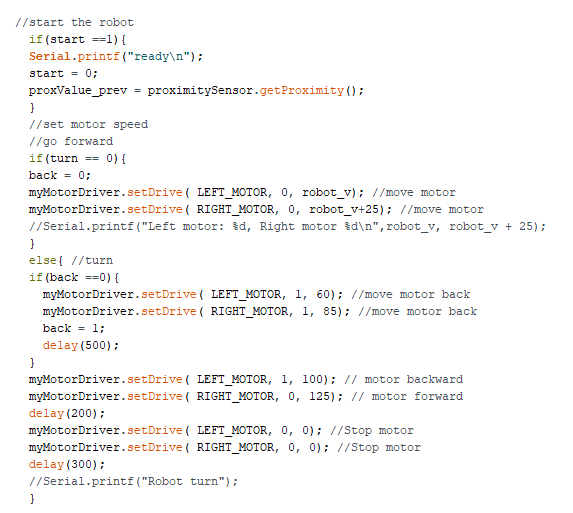 //start the robot
if(start ==1){
Serial.printf("ready\n");
start = 0;
proxValue_prev = proximitySensor.getProximity();
}
//set motor speed
//go forward
if(turn == 0){
back = 0;
myMotorDriver.setDrive( LEFT_MOTOR, 0, robot_v); //move motor
myMotorDriver.setDrive( RIGHT_MOTOR, 0, robot_v+25); //move motor
//Serial.printf("Left motor: %d, Right motor %d\n",robot_v, robot_v + 25);
}
else{ //turn
if(back ==0){
myMotorDriver.setDrive( LEFT_MOTOR, 1, 60); //move motor back
myMotorDriver.setDrive( RIGHT_MOTOR, 1, 85); //move motor back
back = 1;
delay(500);
}
myMotorDriver.setDrive( LEFT_MOTOR, 1, 100); // motor backward
myMotorDriver.setDrive( RIGHT_MOTOR, 0, 125); // motor forward
delay(200);
myMotorDriver.setDrive( LEFT_MOTOR, 0, 0); //Stop motor
myMotorDriver.setDrive( RIGHT_MOTOR, 0, 0); //Stop motor
delay(300);
//Serial.printf("Robot turn");
}